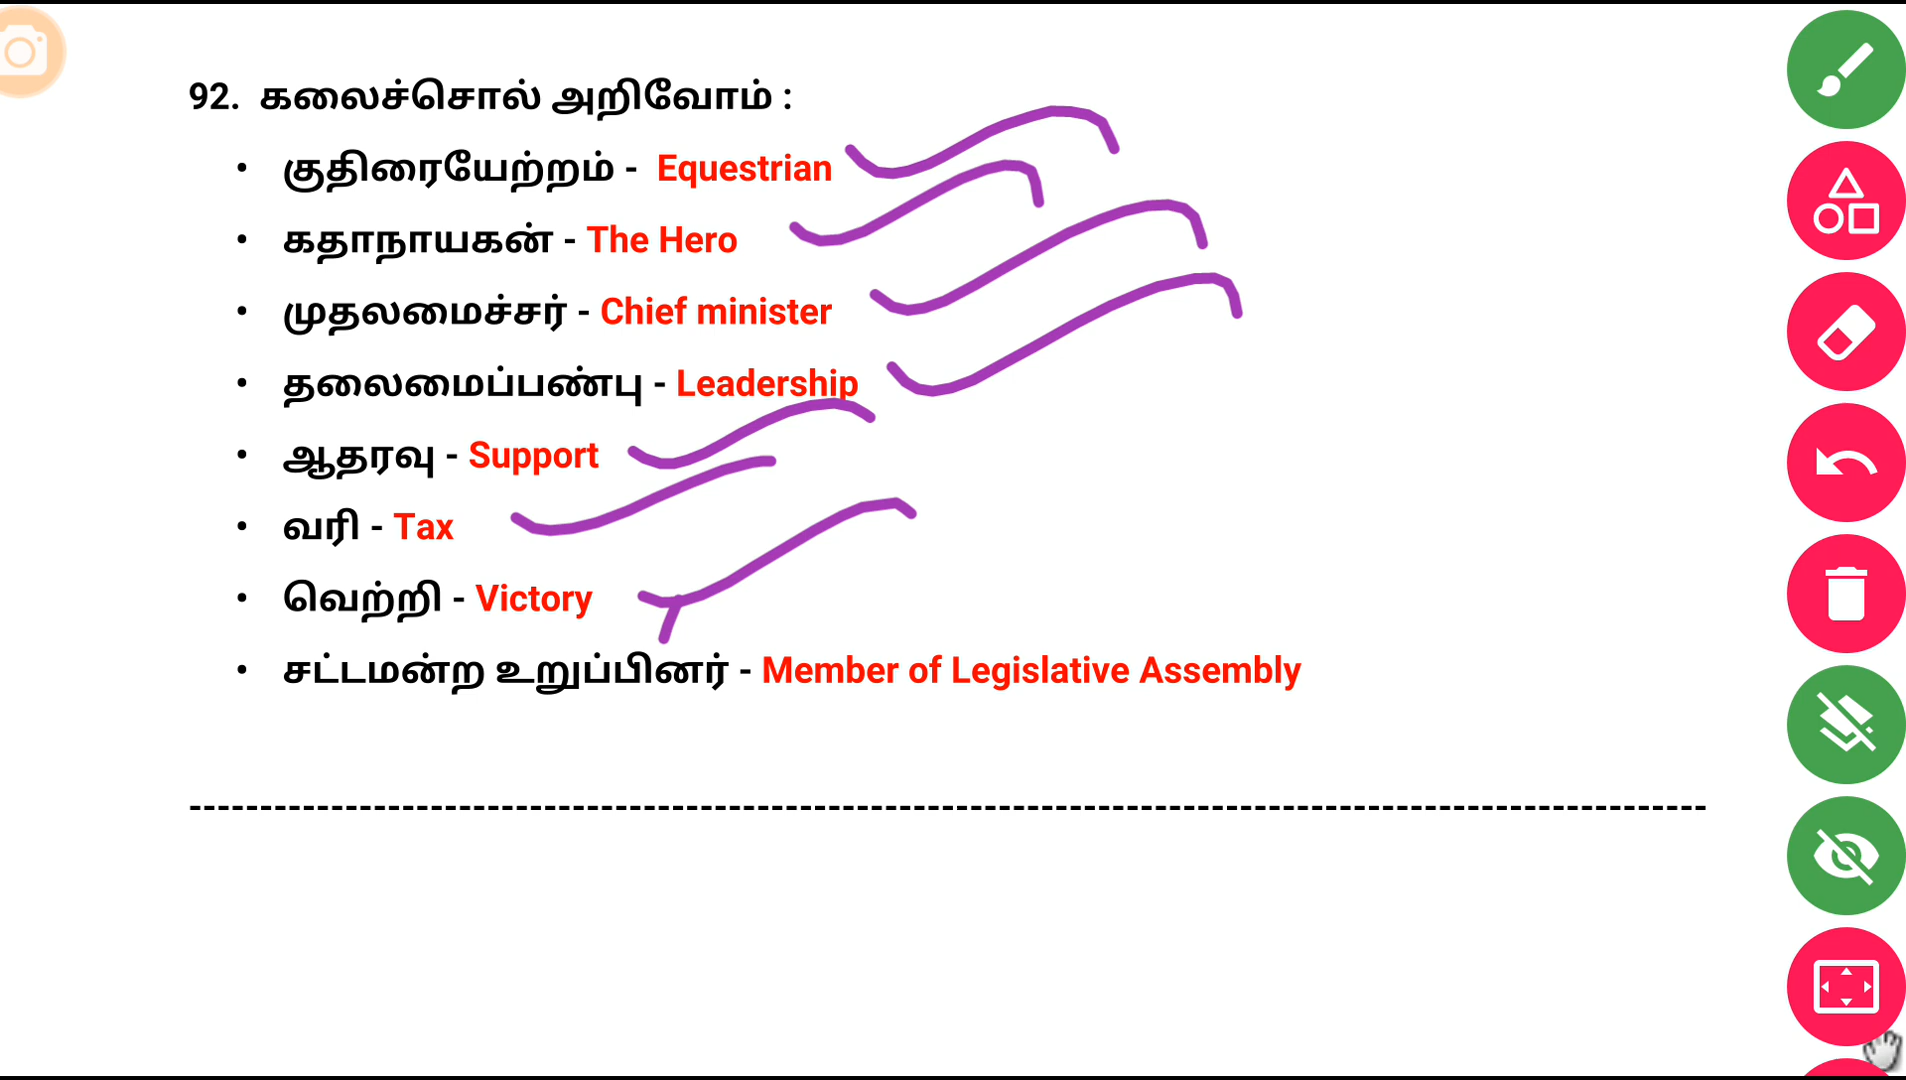 92. கலைச்சொல் அறிவோம் :
• குதிரையேற்றம் - Equestrian
• கதாநாயகன் - The Hero
• முதலமைச்சர் - Chief minister
• தலைமைப்பண்பு - Leadership
• ஆதரவு - Support
• வரி - Tax
• வெற்றி - Victory
• சட்டமன்ற உறுப்பினர் - Member of Legislative Assembly